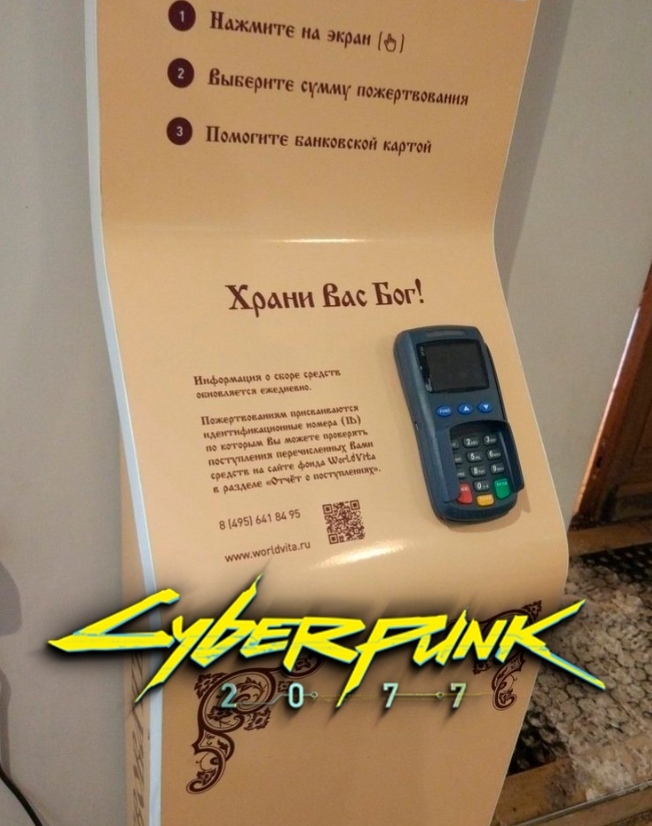 1 Нажмите на экран
2 Выберите сумму пожертвования
3 Помогите банковской картой
Храни Вас Бог!
Информация о сборе средств
обновляется ежедневно.
Пожертвованиям присваиваются
идентификационные номера (ID)
по которым Вы можете проверить
поступления перечисленных Вами
средств на сайте фонда WorldVita
в разделе «Отчёт о поступлениях».
8 (495) 641 84 95
www.worldvita.ru
CYBERPUNK
2077